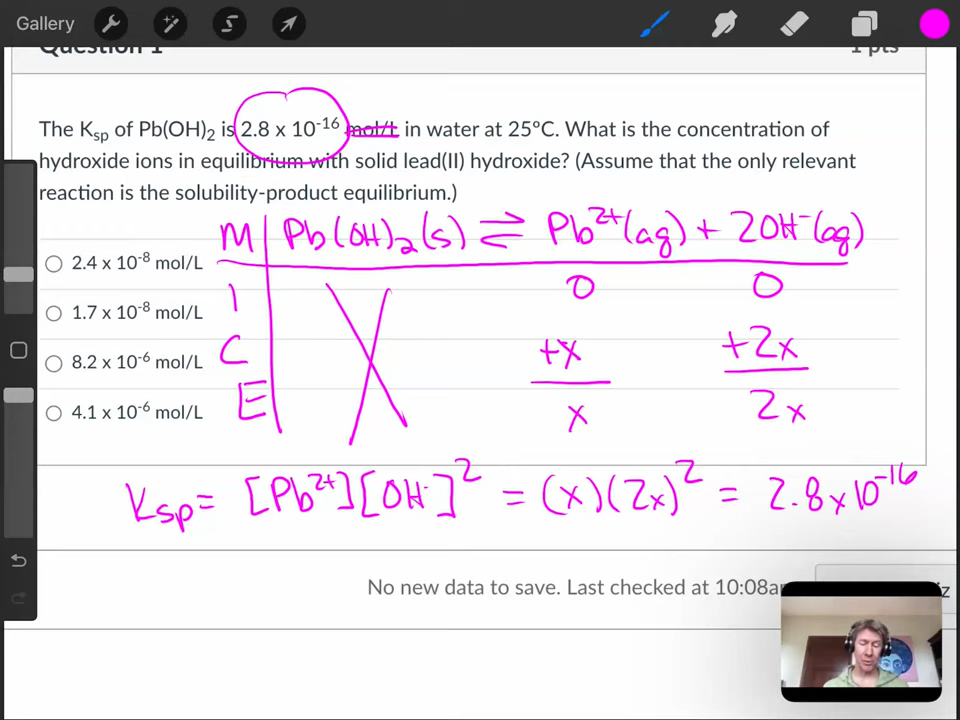 Gallery
Question 1
1 pts
The Ksp of Pb(OH)2 is 2.8 x 10-16 mol/L in water at 25ºC. What is the concentration of
hydroxide ions in equilibrium with solid lead(II) hydroxide? (Assume that the only relevant
reaction is the solubility-product equilibrium.)
M Pb(OH)2(s) ⇌ Pb2+(aq) + 2OH-(aq)
2.4 x 10-8 mol/L
I 0 0
1.7 x 10-8 mol/L
C +x +2x
8.2 x 10-6 mol/L
E x 2x
4.1 x 10-6 mol/L
Ksp = [Pb2+][OH-]2 = (x)(2x)2 = 2.8 x 10-16
No new data to save. Last checked at 10:08a